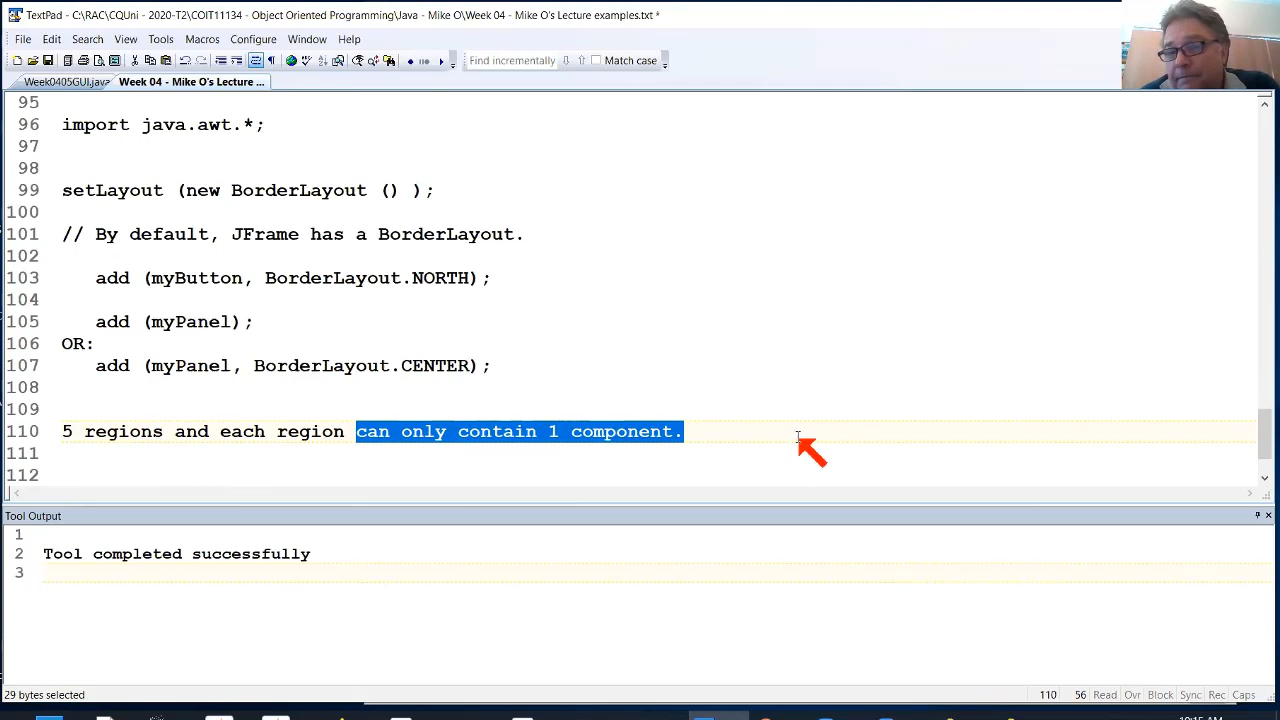 TextPad - C:\RAC\CQUni - 2020-T2\COIT11134 - Object Oriented Programming\Java - Mike O\Week 04 - Mike O's Lecture examples.txt *
File Edit Search View Tools Macros Configure Window Help
Find incrementally Match case
Week0405GUI.java Week 04 - Mike O's Lecture ...
95
96 import java.awt.*;
97
98
99 setLayout (new BorderLayout () );
100
101 // By default, JFrame has a BorderLayout.
102
103 add (myButton, BorderLayout.NORTH);
104
105 add (myPanel);
106 OR:
107 add (myPanel, BorderLayout.CENTER);
108
109
110 5 regions and each region can only contain 1 component.
111
112
Tool Output
1
2 Tool completed successfully
3
29 bytes selected 110 56 Read Ovr Block Sync Rec Caps
10:15 AM